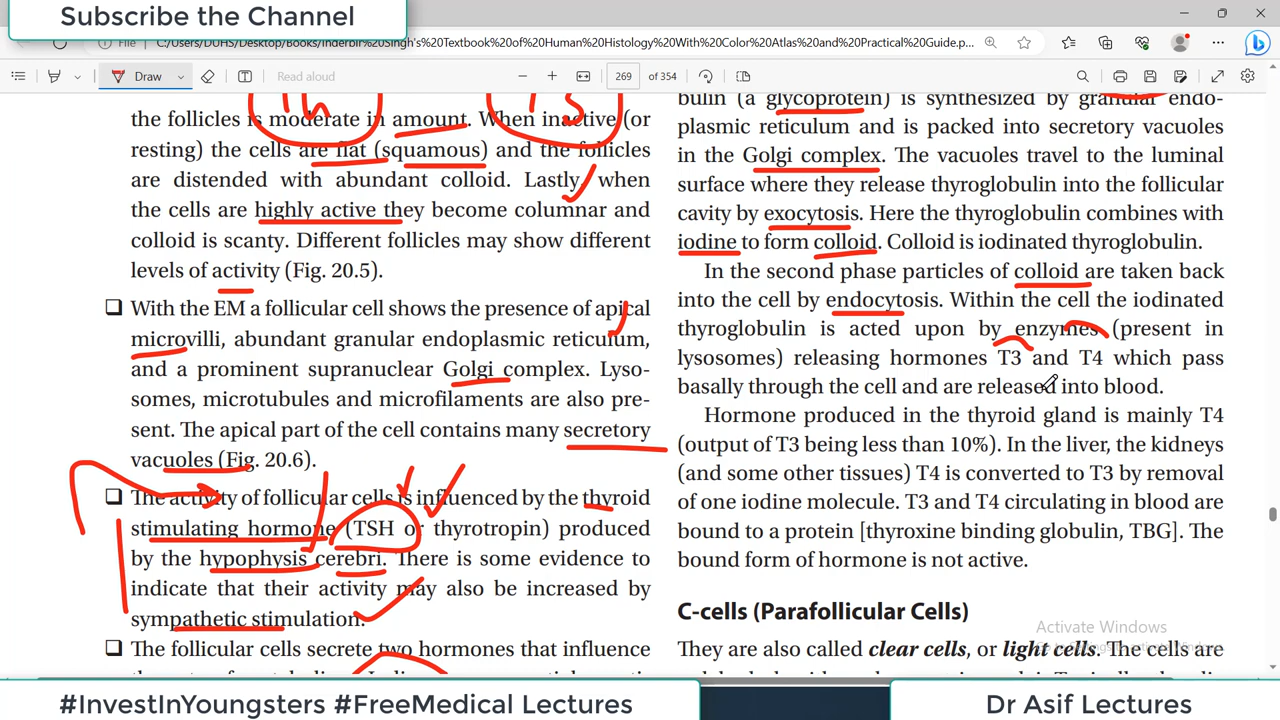 Subscribe the Channel
File
C:/Users/DUHS/Desktop/Books/Inderbir%20Singh's%20Textbook%20of%20Human%20Histology%20With%20Color%20Atlas%20and%20Practical%20Guide.p...
Draw
Read aloud
269 of 354
the follicles is moderate in amount. When inactive (or
resting) the cells are flat (squamous) and the follicles
are distended with abundant colloid. Lastly, when
the cells are highly active they become columnar and
colloid is scanty. Different follicles may show different
levels of activity (Fig. 20.5).
With the EM a follicular cell shows the presence of apical
microvilli, abundant granular endoplasmic reticulum,
and a prominent supranuclear Golgi complex. Lyso-
somes, microtubules and microfilaments are also pre-
sent. The apical part of the cell contains many secretory
vacuoles (Fig. 20.6).
The activity of follicular cells is influenced by the thyroid
stimulating hormone (TSH or thyrotropin) produced
by the hypophysis cerebri. There is some evidence to
indicate that their activity may also be increased by
sympathetic stimulation.
The follicular cells secrete two hormones that influence
bulin (a glycoprotein) is synthesized by granular endo-
plasmic reticulum and is packed into secretory vacuoles
in the Golgi complex. The vacuoles travel to the luminal
surface where they release thyroglobulin into the follicular
cavity by exocytosis. Here the thyroglobulin combines with
iodine to form colloid. Colloid is iodinated thyroglobulin.
In the second phase particles of colloid are taken back
into the cell by endocytosis. Within the cell the iodinated
thyroglobulin is acted upon by enzymes (present in
lysosomes) releasing hormones T3 and T4 which pass
basally through the cell and are released into blood.
Hormone produced in the thyroid gland is mainly T4
(output of T3 being less than 10%). In the liver, the kidneys
(and some other tissues) T4 is converted to T3 by removal
of one iodine molecule. T3 and T4 circulating in blood are
bound to a protein [thyroxine binding globulin, TBG]. The
bound form of hormone is not active.
C-cells (Parafollicular Cells)
Activate Windows
They are also called clear cells, or light cells. The cells are
#InvestInYoungsters #FreeMedical Lectures
Dr Asif Lectures